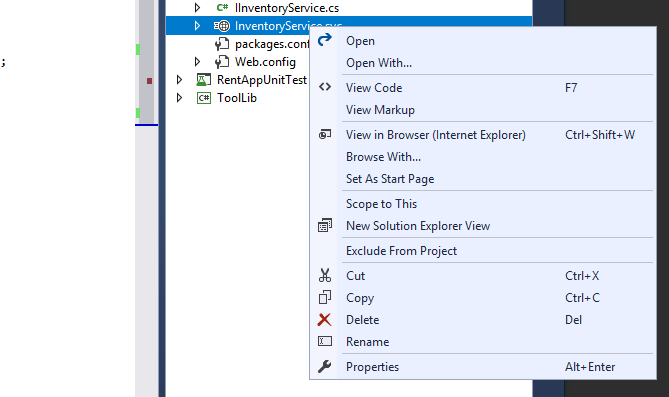 IInventoryService.cs
InventoryService.svc
packages.conf
Web.config
RentAppUnitTest
ToolLib
;
Open
Open With...
View Code F7
View Markup
View in Browser (Internet Explorer) Ctrl+Shift+W
Browse With...
Set As Start Page
Scope to This
New Solution Explorer View
Exclude From Project
Cut Ctrl+X
Copy Ctrl+C
Delete Del
Rename
Properties Alt+Enter